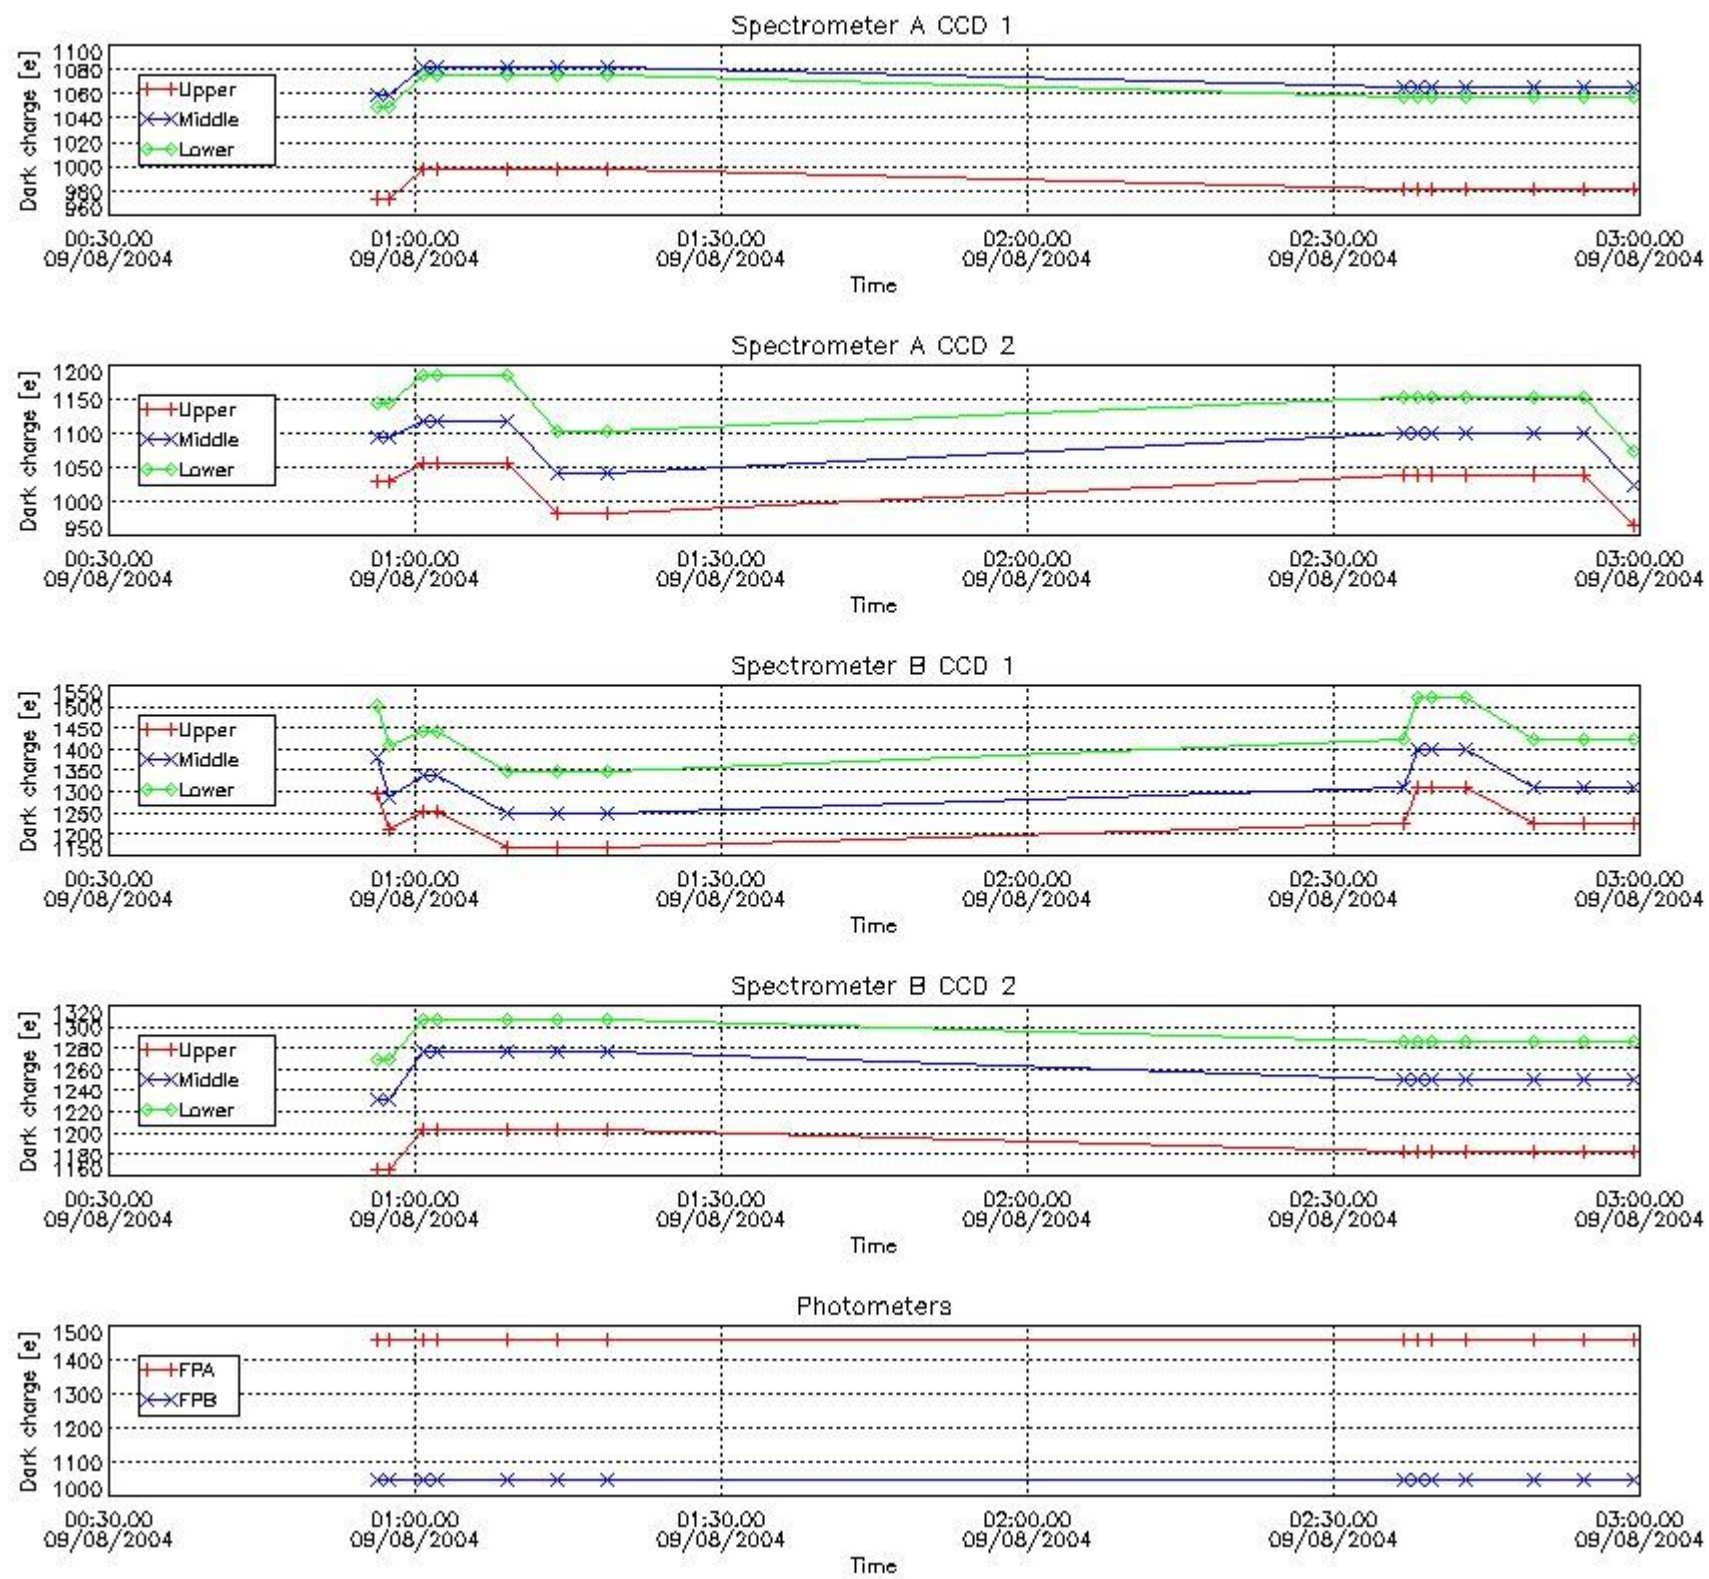 Spectrometer A CCD 1
Dark charge [e]
1100
1080
1060
1040
1020
1000
980
960
Upper
Middle
Lower
00:30.00 01:00.00 01:30.00 02:00.00 02:30.00 03:00.00
09/08/2004 09/08/2004 09/08/2004 09/08/2004 09/08/2004 09/08/2004
Time
Spectrometer A CCD 2
Dark charge [e]
1200
1150
1100
1050
1000
950
Upper
Middle
Lower
00:30.00 01:00.00 01:30.00 02:00.00 02:30.00 03:00.00
09/08/2004 09/08/2004 09/08/2004 09/08/2004 09/08/2004 09/08/2004
Time
Spectrometer B CCD 1
Dark charge [e]
1550
1500
1450
1400
1350
1300
1250
1200
1150
Upper
Middle
Lower
00:30.00 01:00.00 01:30.00 02:00.00 02:30.00 03:00.00
09/08/2004 09/08/2004 09/08/2004 09/08/2004 09/08/2004 09/08/2004
Time
Spectrometer B CCD 2
Dark charge [e]
1320
1300
1280
1260
1240
1220
1200
1180
1160
Upper
Middle
Lower
00:30.00 01:00.00 01:30.00 02:00.00 02:30.00 03:00.00
09/08/2004 09/08/2004 09/08/2004 09/08/2004 09/08/2004 09/08/2004
Time
Photometers
Dark charge [e]
1500
1400
1300
1200
1100
1000
FPA
FPB
00:30.00 01:00.00 01:30.00 02:00.00 02:30.00 03:00.00
09/08/2004 09/08/2004 09/08/2004 09/08/2004 09/08/2004 09/08/2004
Time